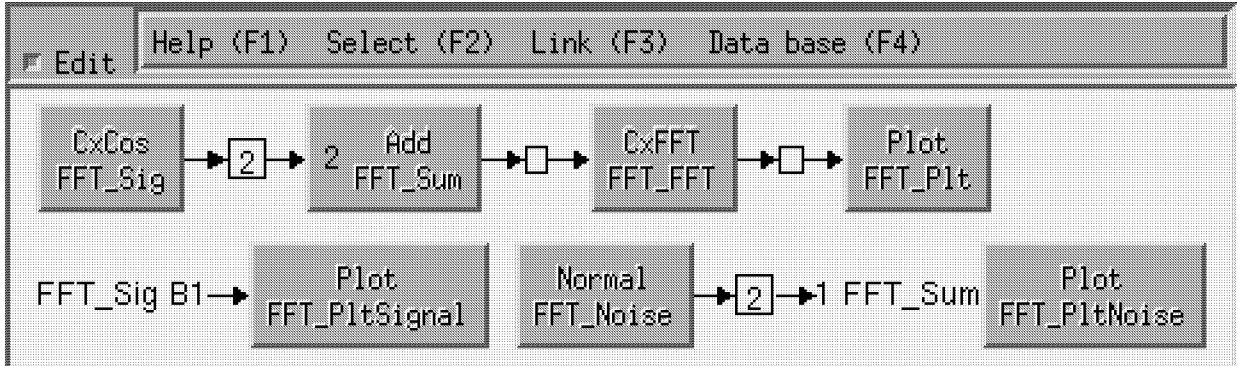 Edit Help (F1) Select (F2) Link (F3) Data base (F4)
CxCos
FFT_Sig
2
2 Add
FFT_Sum
CxFFT
FFT_FFT
Plot
FFT_Plt
FFT_Sig B1
Plot
FFT_PltSignal
Normal
FFT_Noise
2
1 FFT_Sum
Plot
FFT_PltNoise